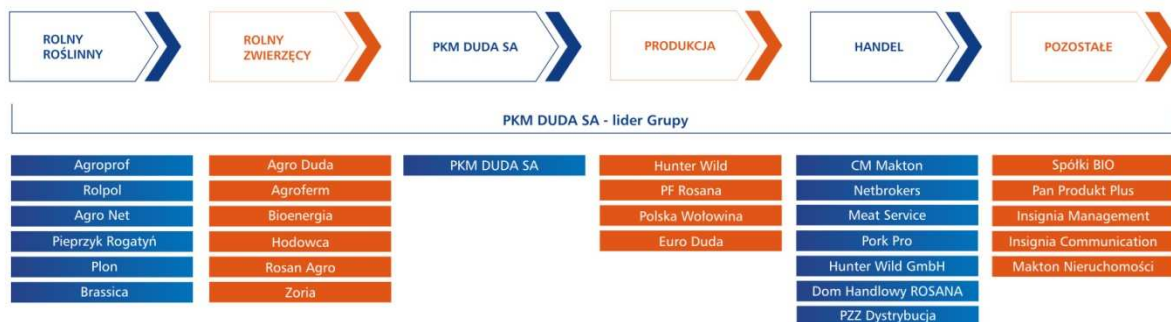 ROLNY
ROŚLINNY
ROLNY
ZWIERZĘCY
PKM DUDA SA
PRODUKCJA
HANDEL
POZOSTAŁE
PKM DUDA SA - lider Grupy
Agroprof
Rolpol
Agro Net
Pieprzyk Rogatyń
Plon
Brassica
Agro Duda
Agroferm
Bioenergia
Hodowca
Rosan Agro
Zoria
PKM DUDA SA
Hunter Wild
PF Rosana
Polska Wołowina
Euro Duda
CM Makton
Netbrokers
Meat Service
Pork Pro
Hunter Wild GmbH
Dom Handlowy ROSANA
PZZ Dystrybucja
Spółki BIO
Pan Produkt Plus
Insignia Management
Insignia Communication
Makton Nieruchomości